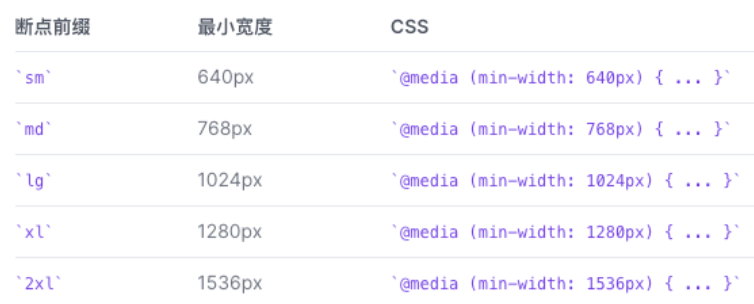 断点前缀 最小宽度 CSS
`sm` 640px `@media (min-width: 640px) { ... }`
`md` 768px `@media (min-width: 768px) { ... }`
`lg` 1024px `@media (min-width: 1024px) { ... }`
`xl` 1280px `@media (min-width: 1280px) { ... }`
`2xl` 1536px `@media (min-width: 1536px) { ... }`